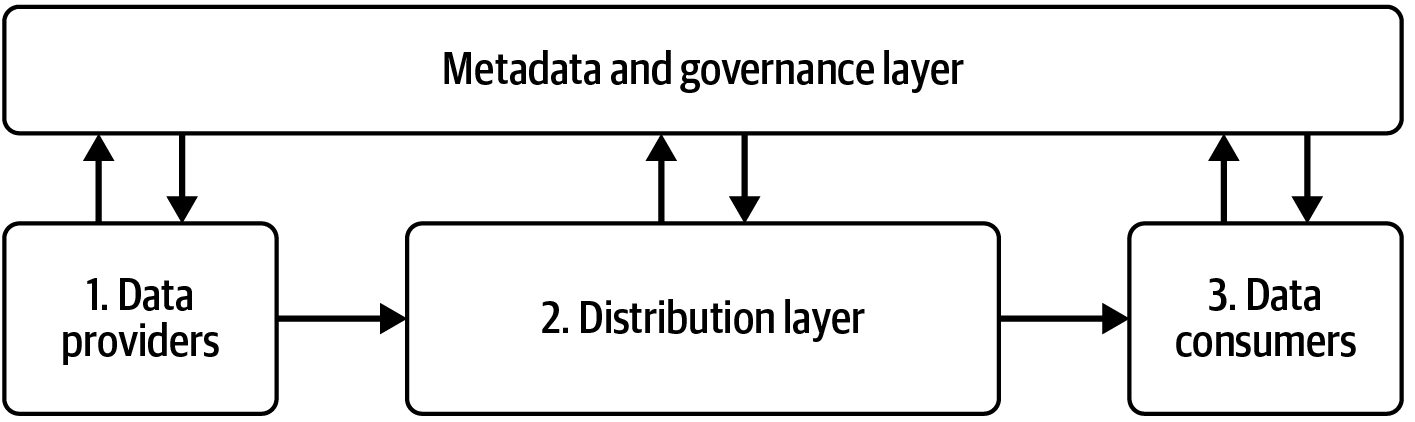 Metadata and governance layer
1. Data
providers
2. Distribution layer
3. Data
consumers